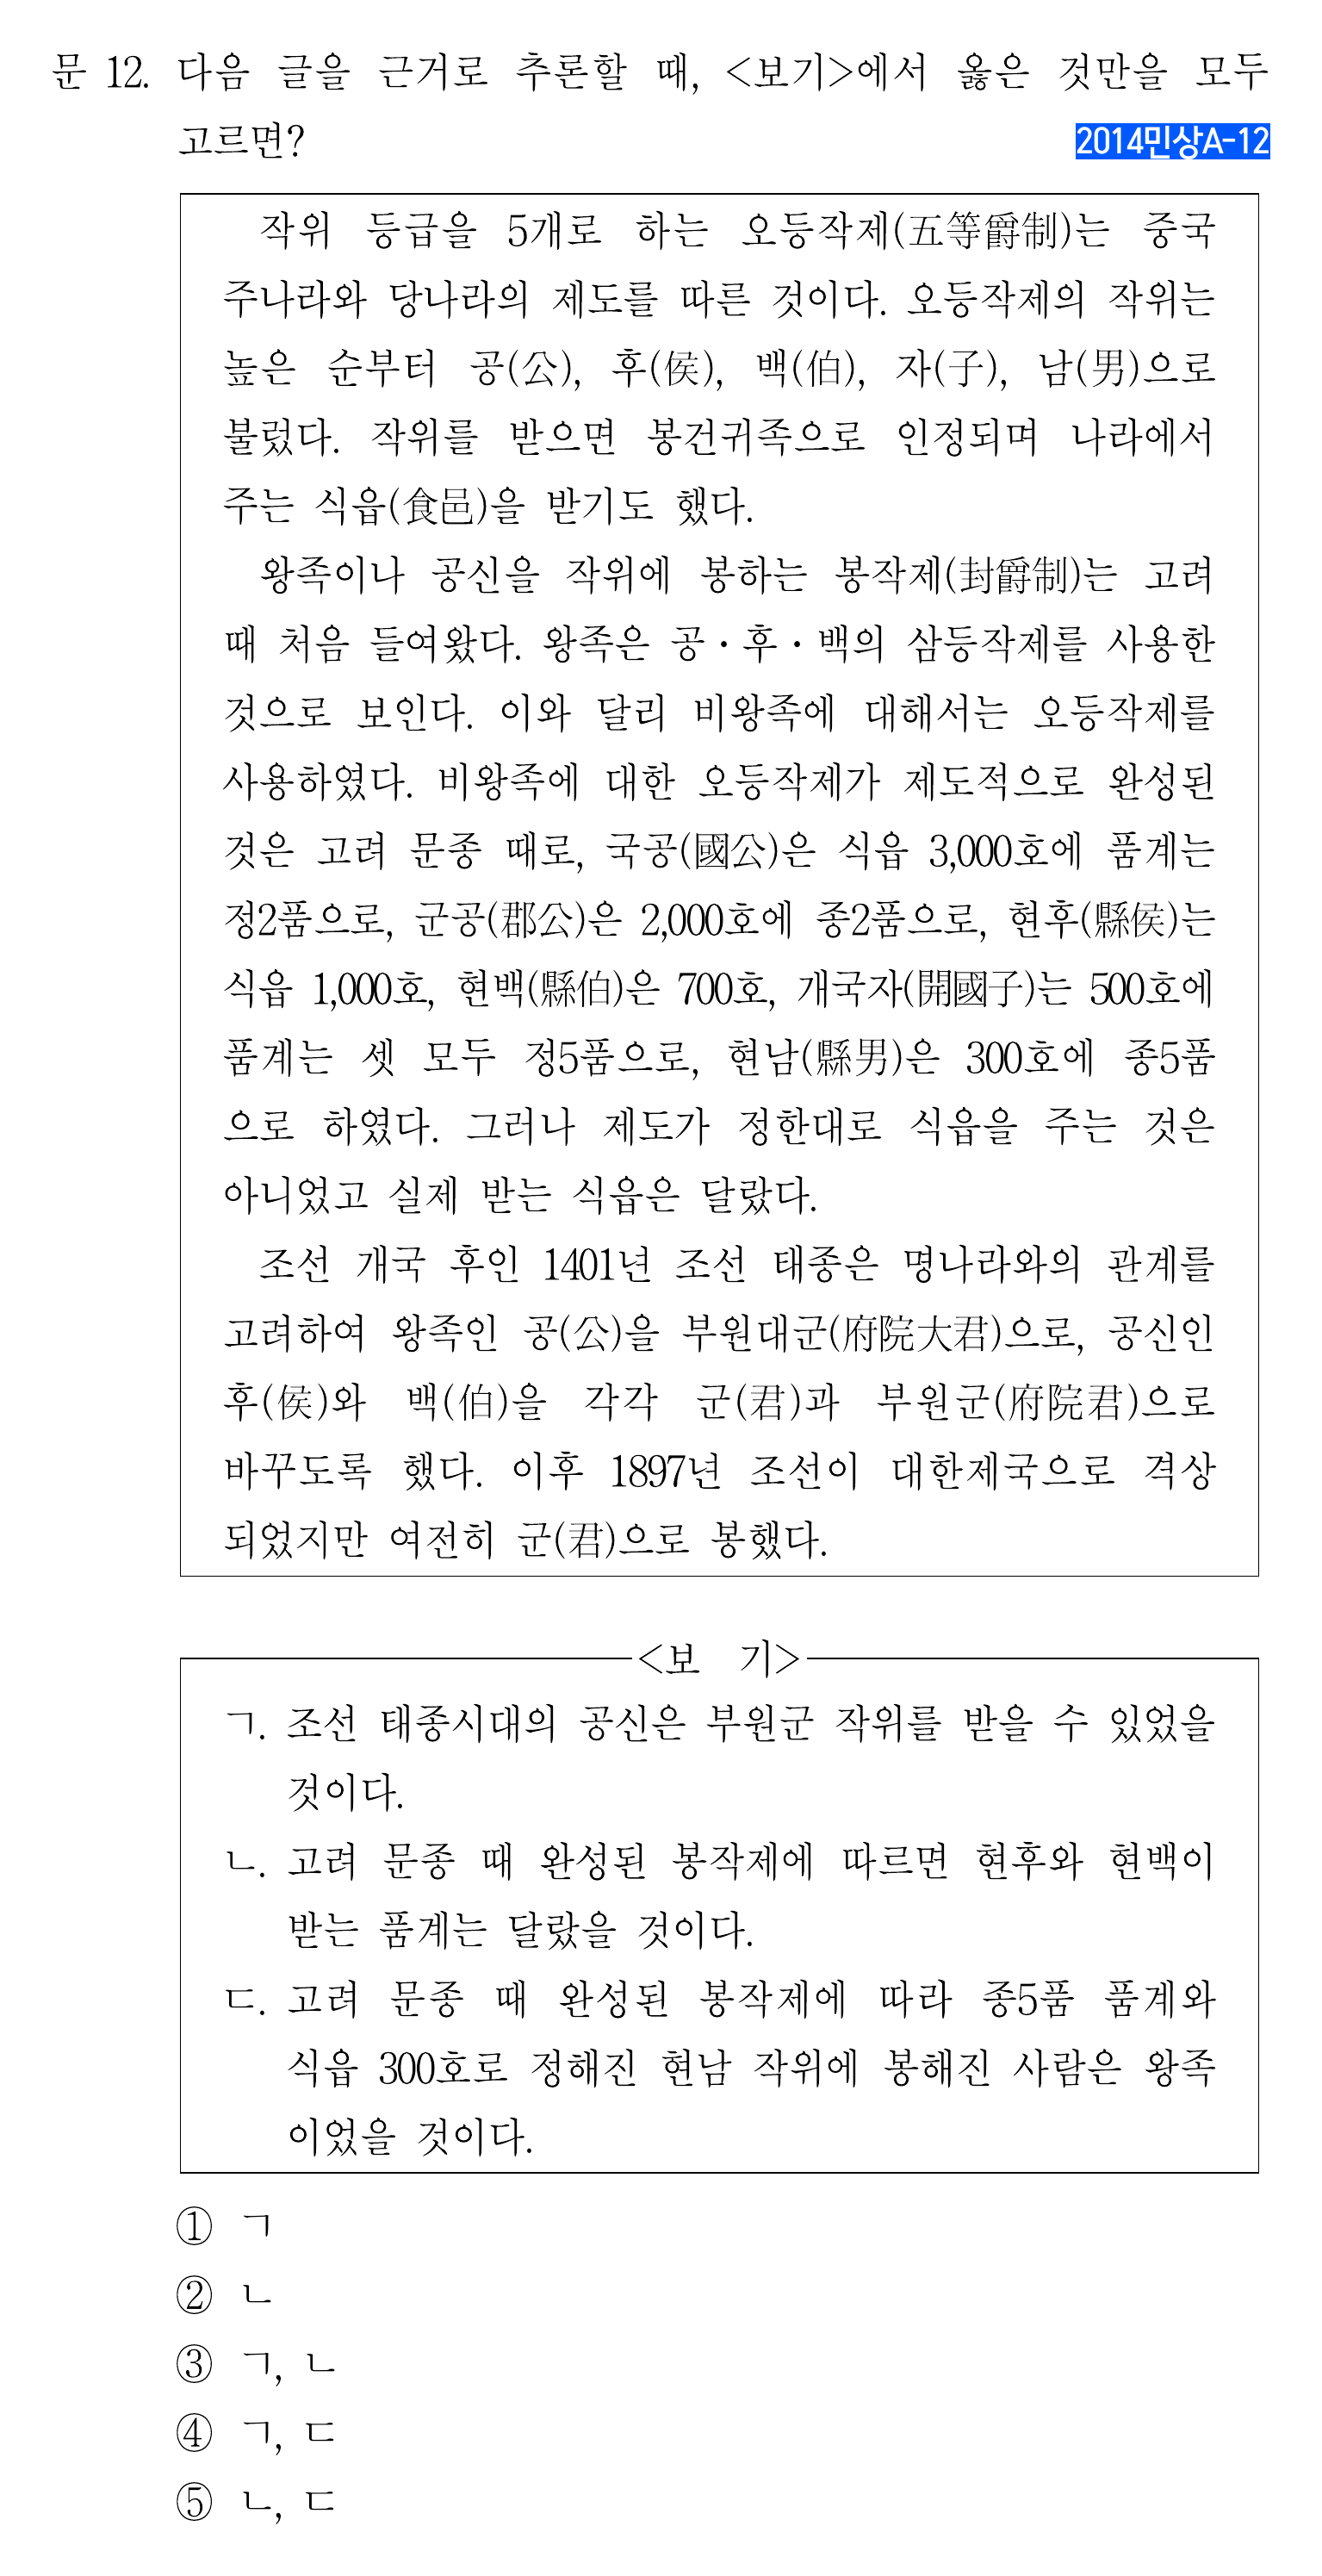 문 12. 다음 글을 근거로 추론할 때, <보기>에서 옳은 것만을 모두
고르면?
2014민상A-12
작위 등급을 5개로 하는 오등작제(五等爵制)는 중국
주나라와 당나라의 제도를 따른 것이다. 오등작제의 작위는
높은 순부터 공(公), 후(侯), 백(伯), 자(子), 남(男)으로
불렀다. 작위를 받으면 봉건귀족으로 인정되며 나라에서
주는 식읍(食邑)을 받기도 했다.
왕족이나 공신을 작위에 봉하는 봉작제(封爵制)는 고려
때 처음 들여왔다. 왕족은 공・후・백의 삼등작제를 사용한
것으로 보인다. 이와 달리 비왕족에 대해서는 오등작제를
사용하였다. 비왕족에 대한 오등작제가 제도적으로 완성된
것은 고려 문종 때로, 국공(國公)은 식읍 3,000호에 품계는
정2품으로, 군공(郡公)은 2,000호에 종2품으로, 현후(縣侯)는
식읍 1,000호, 현백(縣伯)은 700호, 개국자(開國子)는 500호에
품계는 셋 모두 정5품으로, 현남(縣男)은 300호에 종5품
으로 하였다. 그러나 제도가 정한대로 식읍을 주는 것은
아니었고 실제 받는 식읍은 달랐다.
조선 개국 후인 1401년 조선 태종은 명나라와의 관계를
고려하여 왕족인 공(公)을 부원대군(府院大君)으로, 공신인
후(侯)와 백(伯)을 각각 군(君)과 부원군(府院君)으로
바꾸도록 했다. 이후 1897년 조선이 대한제국으로 격상
되었지만 여전히 군(君)으로 봉했다.
<보 기>
ㄱ. 조선 태종시대의 공신은 부원군 작위를 받을 수 있었을
것이다.
ㄴ. 고려 문종 때 완성된 봉작제에 따르면 현후와 현백이
받는 품계는 달랐을 것이다.
ㄷ. 고려 문종 때 완성된 봉작제에 따라 종5품 품계와
식읍 300호로 정해진 현남 작위에 봉해진 사람은 왕족
이었을 것이다.
① ㄱ
② ㄴ
③ ㄱ, ㄴ
④ ㄱ, ㄷ
⑤ ㄴ, ㄷ